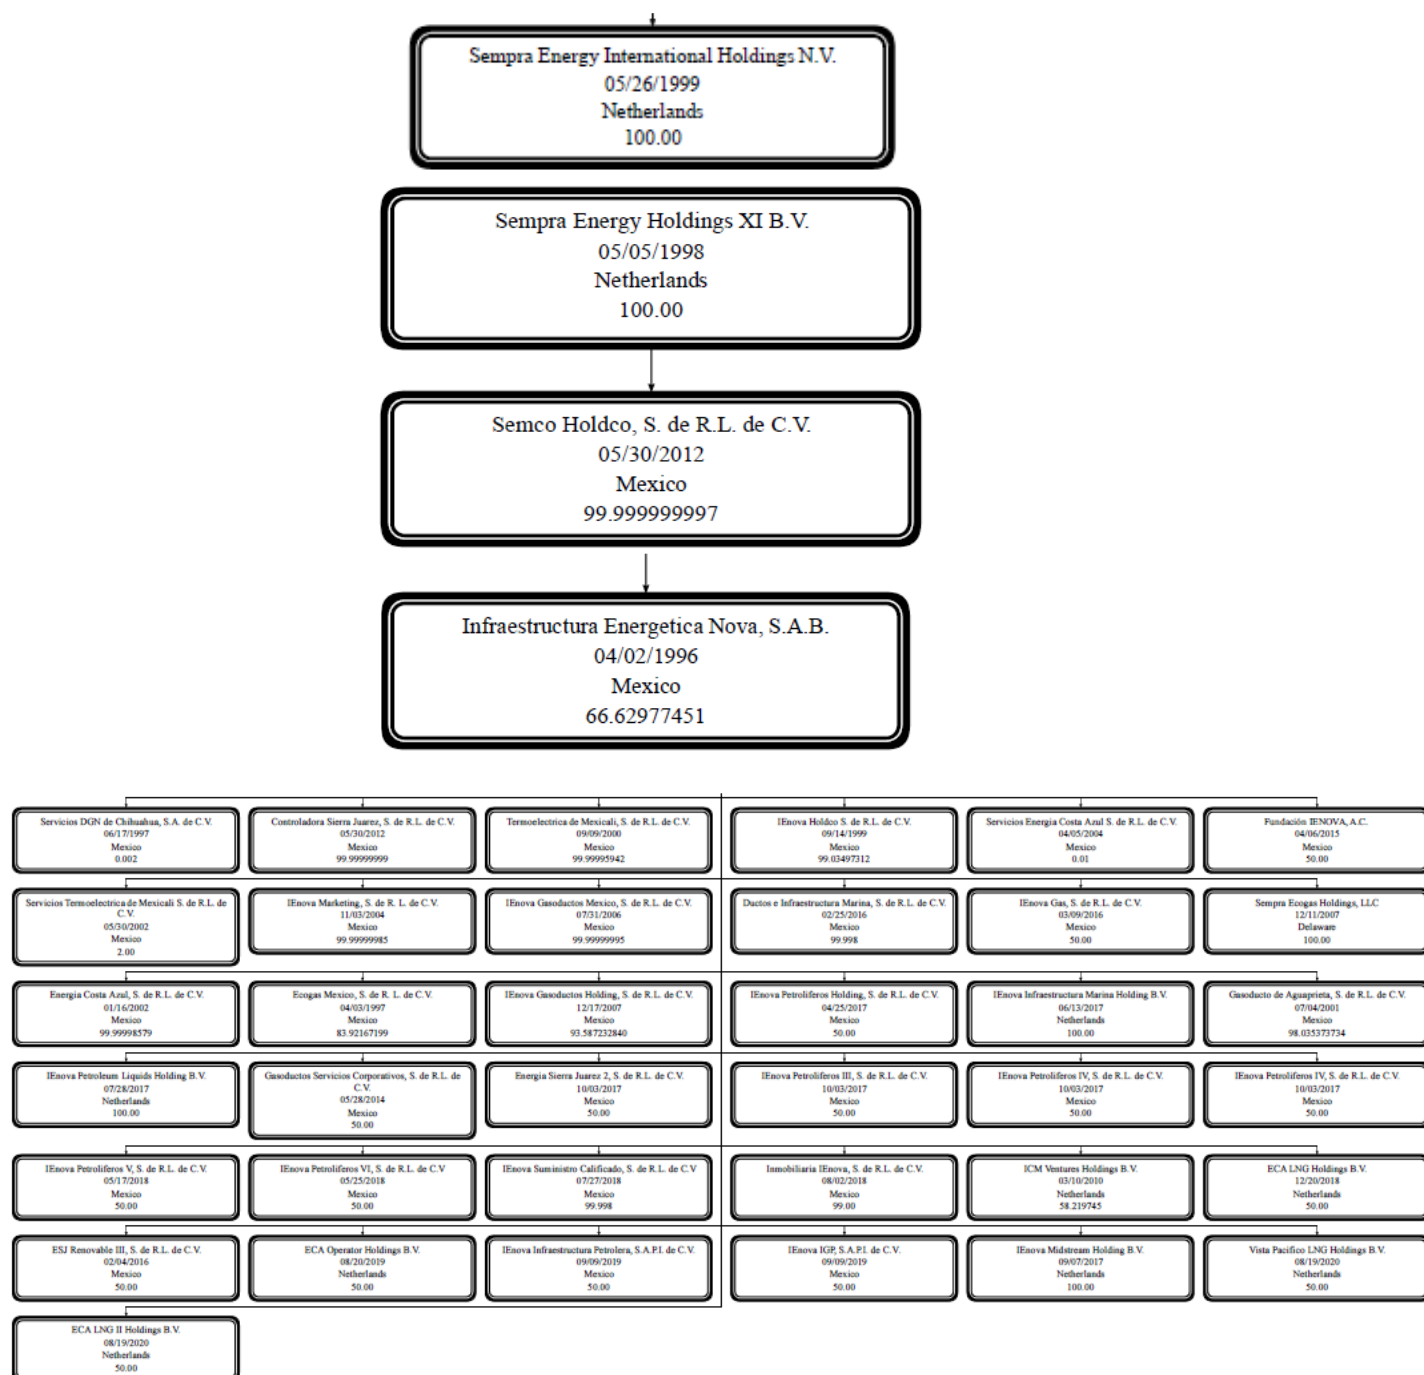 Sempra Energy International Holdings N.V.
05/26/1999
Netherlands
100.00
Sempra Energy Holdings XI B.V.
05/05/1998
Netherlands
100.00
Semco Holdco, S. de R.L. de C.V.
05/30/2012
Mexico
99.999999997
Infraestructura Energetica Nova, S.A.B.
04/02/1996
Mexico
66.62977451
Servicios DGN de Chihuahua, S.A. de C.V.
06/17/1997
Mexico
0.002
Controladora Sierra Juarez, S. de R.L. de C.V.
05/30/2012
Mexico
99.99999999
Termoelectrica de Mexicali, S. de R.L. de C.V.
09/09/2000
Mexico
99.99995942
IEnova Holdco S. de R.L. de C.V.
09/14/1999
Mexico
99.03497312
Servicios Energia Costa Azul S. de R.L. de C.V.
04/05/2004
Mexico
0.01
Fundación IENOVA, A.C.
04/06/2015
Mexico
50.00
Servicios Termoelectrica de Mexicali S. de R.L. de
C.V.
05/30/2002
Mexico
2.00
IEnova Marketing, S. de R. L. de C.V.
11/03/2004
Mexico
99.99999985
IEnova Gasoductos Mexico, S. de R.L. de C.V.
07/31/2006
Mexico
99.99999995
Ductos e Infraestructura Marina, S. de R.L. de C.V.
02/25/2016
Mexico
99.998
IEnova Gas, S. de R.L. de C.V.
03/09/2016
Mexico
50.00
Sempra Ecogas Holdings, LLC
12/11/2007
Delaware
100.00
Energia Costa Azul, S. de R.L. de C.V.
01/16/2002
Mexico
99.99998579
Ecogas Mexico, S. de R. L. de C.V.
04/03/1997
Mexico
83.92167199
IEnova Gasoductos Holding, S. de R.L. de C.V.
12/17/2007
Mexico
93.587232840
IEnova Petroliferos Holding, S. de R.L. de C.V.
04/25/2017
Mexico
50.00
IEnova Infraestructura Marina Holding B.V.
06/13/2017
Netherlands
100.00
Gasoducto de Aguaprieta, S. de R.L. de C.V.
07/04/2001
Mexico
98.035373734
IEnova Petroleum Liquids Holding B.V.
07/28/2017
Netherlands
100.00
Gasoductos Servicios Corporativos, S. de R.L. de
C.V.
05/28/2014
Mexico
50.00
Energia Sierra Juarez 2, S. de R.L. de C.V.
10/03/2017
Mexico
50.00
IEnova Petroliferos III, S. de R.L. de C.V.
10/03/2017
Mexico
50.00
IEnova Petroliferos IV, S. de R.L. de C.V.
10/03/2017
Mexico
50.00
IEnova Petroliferos IV, S. de R.L. de C.V.
10/03/2017
Mexico
50.00
IEnova Petroliferos V, S. de R.L. de C.V.
05/17/2018
Mexico
50.00
IEnova Petroliferos VI, S. de R.L. de C.V
05/25/2018
Mexico
50.00
IEnova Suministro Calificado, S. de R.L. de C.V
07/27/2018
Mexico
99.998
Inmobiliaria IEnova, S. de R.L. de C.V.
08/02/2018
Mexico
99.00
ICM Ventures Holdings B.V.
03/10/2010
Netherlands
58.219745
ECA LNG Holdings B.V.
12/20/2018
Netherlands
50.00
ESJ Renovable III, S. de R.L. de C.V.
02/04/2016
Mexico
50.00
ECA Operator Holdings B.V.
08/20/2019
Netherlands
50.00
IEnova Infraestructura Petrolera, S.A.P.I. de C.V.
09/09/2019
Mexico
50.00
IEnova IGP, S.A.P.I. de C.V.
09/09/2019
Mexico
50.00
IEnova Midstream Holding B.V.
09/07/2017
Netherlands
100.00
Vista Pacifico LNG Holdings B.V.
08/19/2020
Netherlands
50.00
ECA LNG II Holdings B.V.
08/19/2020
Netherlands
50.00